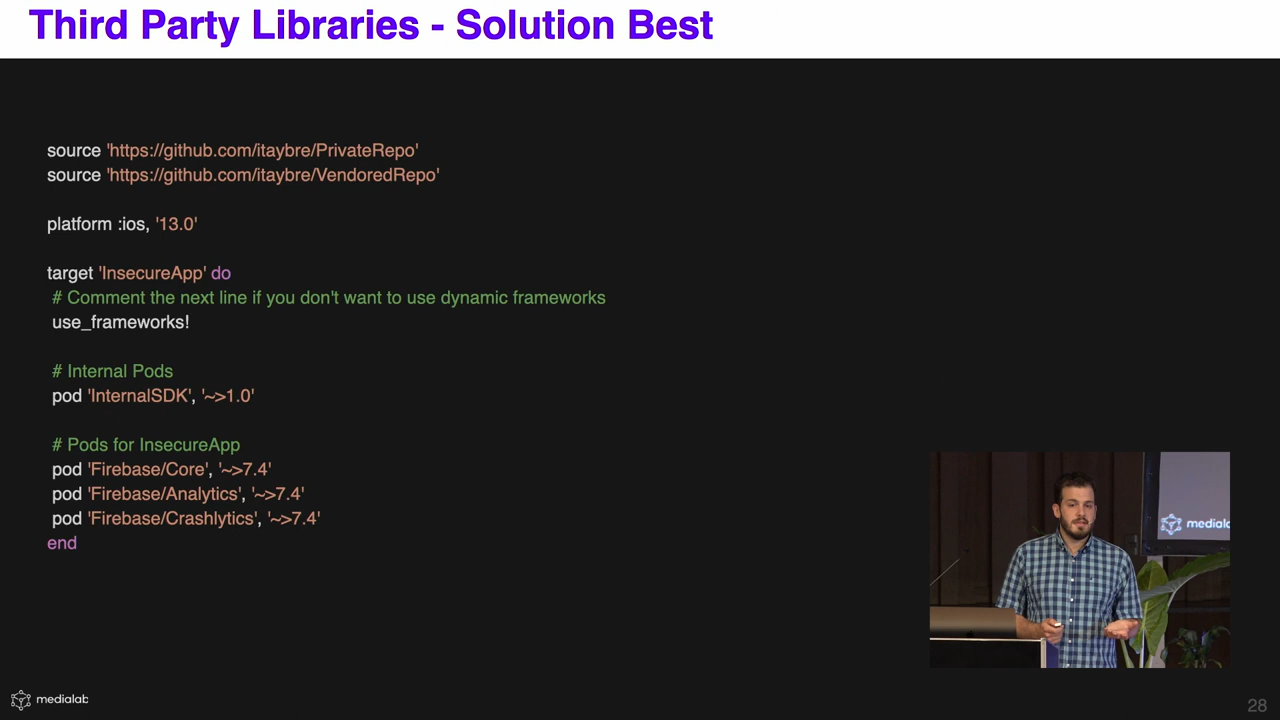 Third Party Libraries - Solution Best
source 'https://github.com/itaybre/PrivateRepo'
source 'https://github.com/itaybre/VendoredRepo'
platform :ios, '13.0'
target 'InsecureApp' do
# Comment the next line if you don't want to use dynamic frameworks
use_frameworks!
# Internal Pods
pod 'InternalSDK', '~>1.0'
# Pods for InsecureApp
pod 'Firebase/Core', '~>7.4'
pod 'Firebase/Analytics', '~>7.4'
pod 'Firebase/Crashlytics', '~>7.4'
end
medialab
medialab
28